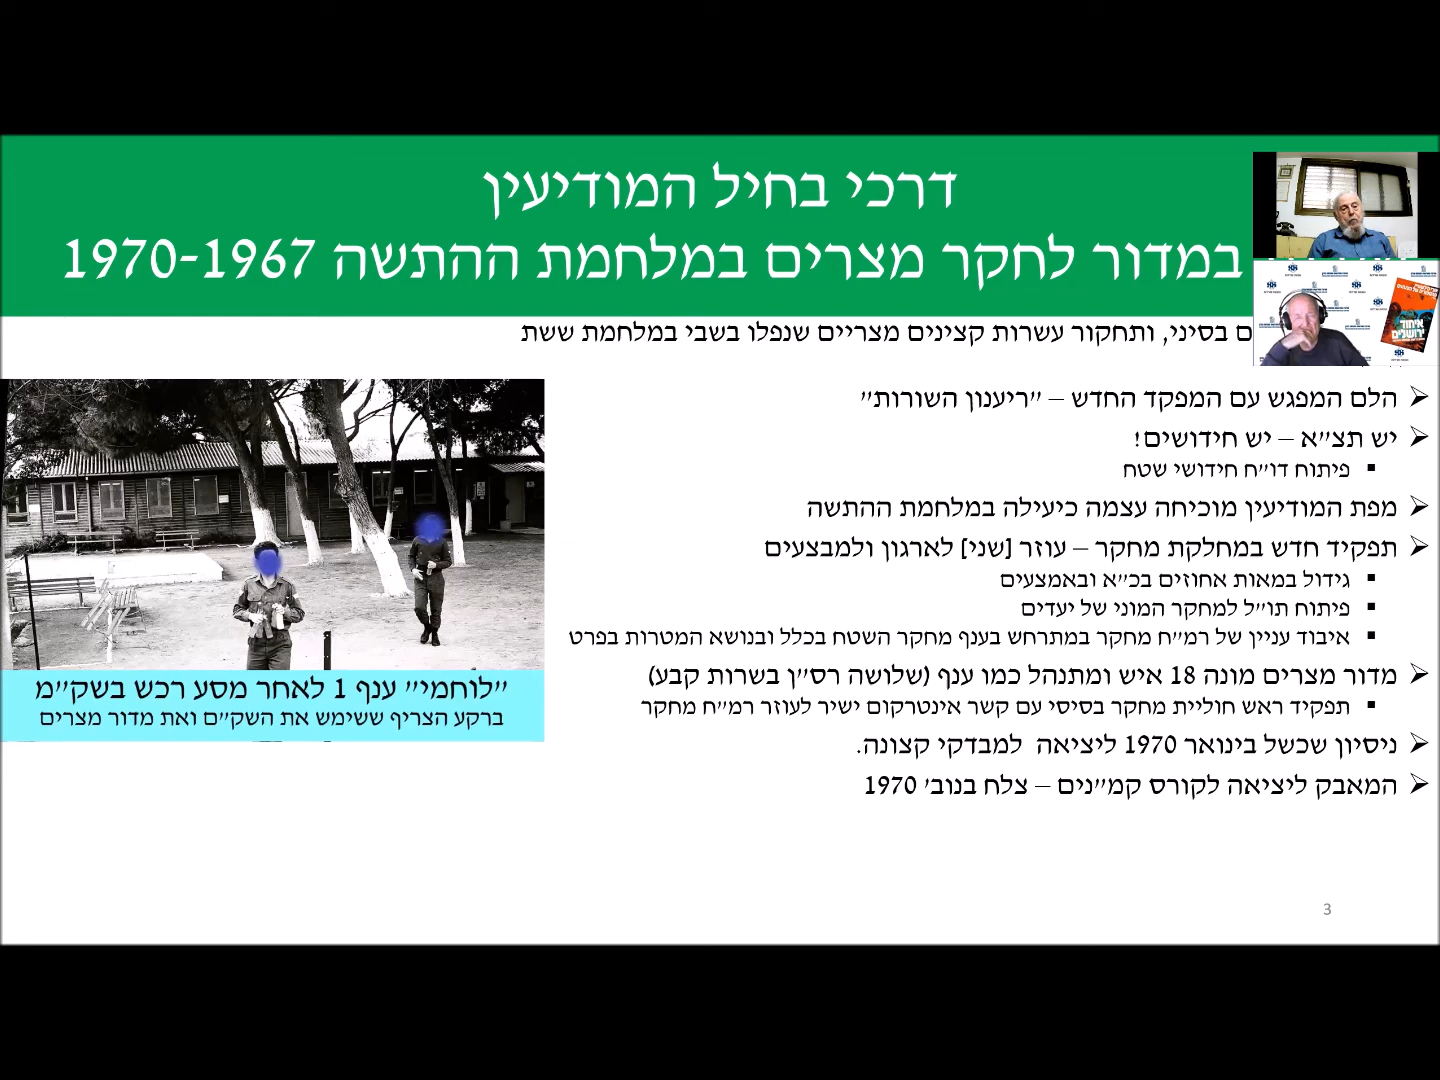 דרכי בחיל המודיעין
במדור לחקר מצרים במלחמת ההתשה 1967-1970
ם בסיני, ותחקור עשרות קצינים מצריים שנפלו בשבי במלחמת ששת
הלם המפגש עם המפקד החדש – "ריענון השורות"
יש תצ"א – יש חידושים!
פיתוח דו"ח חידושי שטח
מפת המודיעין מוכיחה עצמה כיעילה במלחמת ההתשה
תפקיד חדש במחלקת מחקר – עוזר [שני] לארגון ולמבצעים
גידול במאות אחוזים בכ"א ובאמצעים
פיתוח תו"ל למחקר המוני של יעדים
איבוד עניין של רמ"ח מחקר במתרחש בענף מחקר השטח בכלל ובנושא המטרות בפרט
מדור מצרים מונה 18 איש ומתנהל כמו ענף (שלושה רס"ן בשרות קבע)
תפקיד ראש חוליית מחקר בסיסי עם קשר אינטרקום ישיר לעוזר רמ"ח מחקר
ניסיון שכשל בינואר 1970 ליציאה למבדקי קצונה.
המאבק ליציאה לקורס קמ"נים – צלח בנוב' 1970
"לוחמי" ענף 1 לאחר מסע רכש בשק"מ
ברקע הצריף ששימש את השק"ם ואת מדור מצרים
איחוד
ירושלים
3